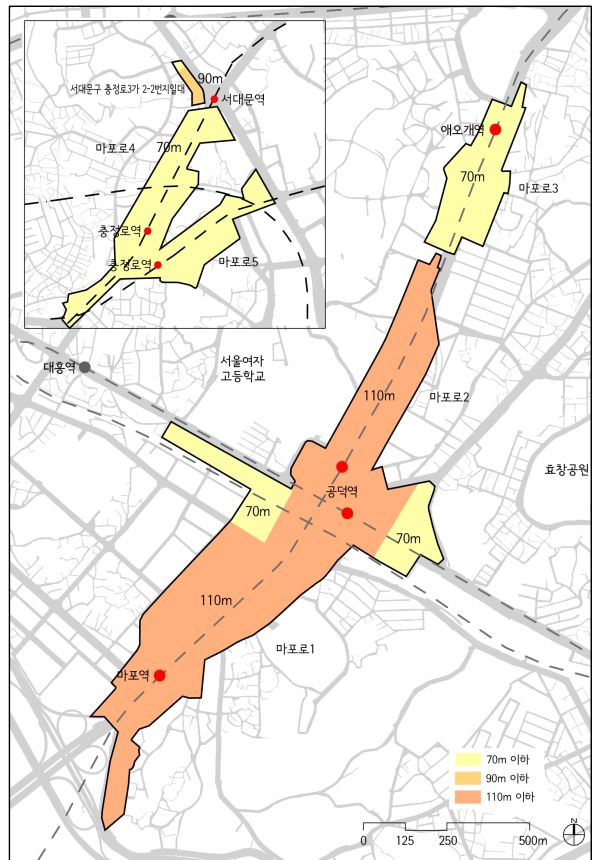 90m
서대문구 충정로3가 2-2번지일대
서대문역
마포로4
70m
충정로역
충정로역
마포로5
애오개역
70m
마포로3
대흥역
서울여자
고등학교
110m
마포로2
공덕역
효창공원
70m
70m
110m
마포로1
마포역
70m 이하
90m 이하
110m 이하
0
125
250
500m
N